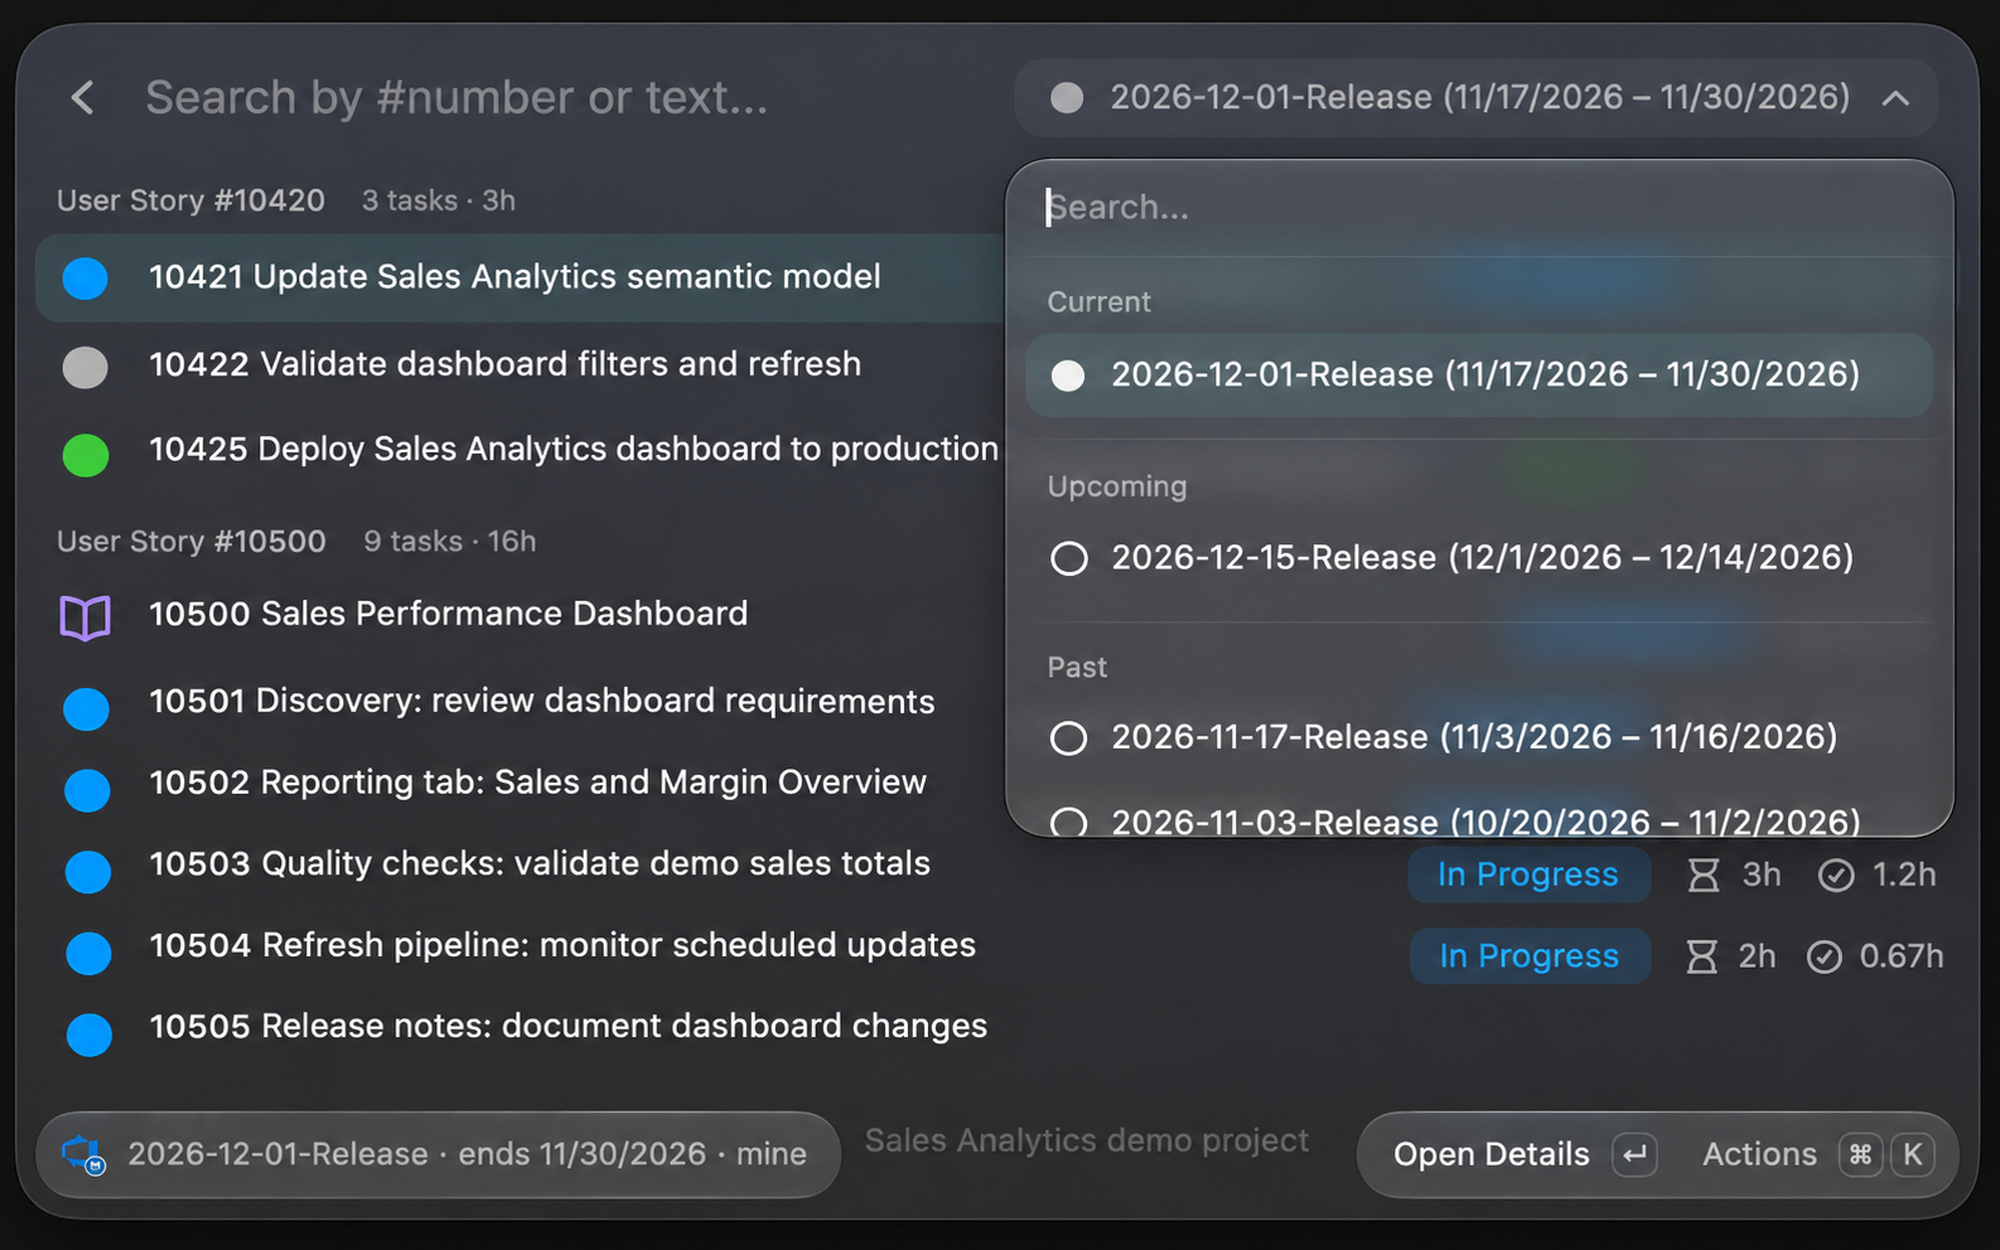 Search by #number or text...
2026-12-01-Release (11/17/2026 – 11/30/2026)
User Story #10420 3 tasks · 3h
10421 Update Sales Analytics semantic model
10422 Validate dashboard filters and refresh
10425 Deploy Sales Analytics dashboard to production
User Story #10500 9 tasks · 16h
10500 Sales Performance Dashboard
10501 Discovery: review dashboard requirements
10502 Reporting tab: Sales and Margin Overview
10503 Quality checks: validate demo sales totals
10504 Refresh pipeline: monitor scheduled updates
10505 Release notes: document dashboard changes
Search...
Current
2026-12-01-Release (11/17/2026 – 11/30/2026)
Upcoming
2026-12-15-Release (12/1/2026 – 12/14/2026)
Past
2026-11-17-Release (11/3/2026 – 11/16/2026)
2026-11-03-Release (10/20/2026 – 11/2/2026)
In Progress 3h 1.2h
In Progress 2h 0.67h
2026-12-01-Release · ends 11/30/2026 · mine
Sales Analytics demo project
Open Details ↵ Actions ⌘ K